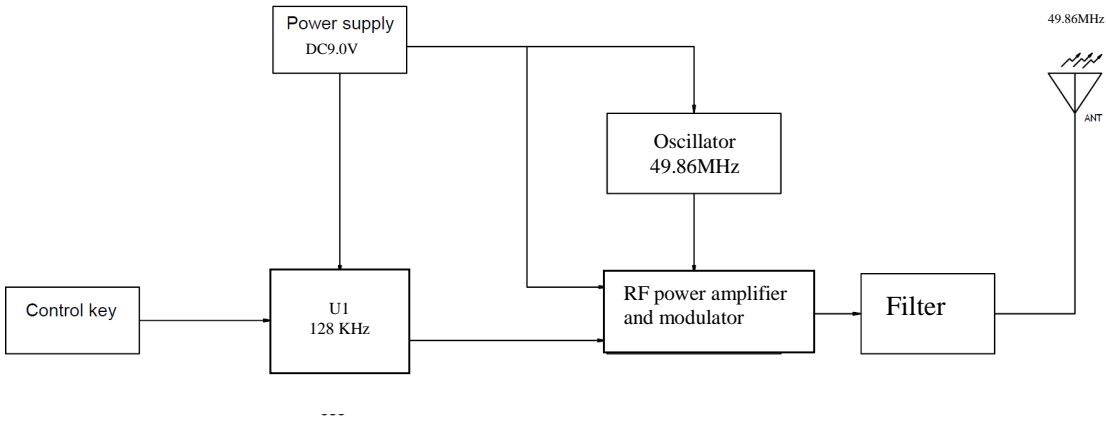 Power supply
DC9.0V
49.86MHz
ANT
Oscillator
49.86MHz
Control key
U1
128 KHz
RF power amplifier
and modulator
Filter